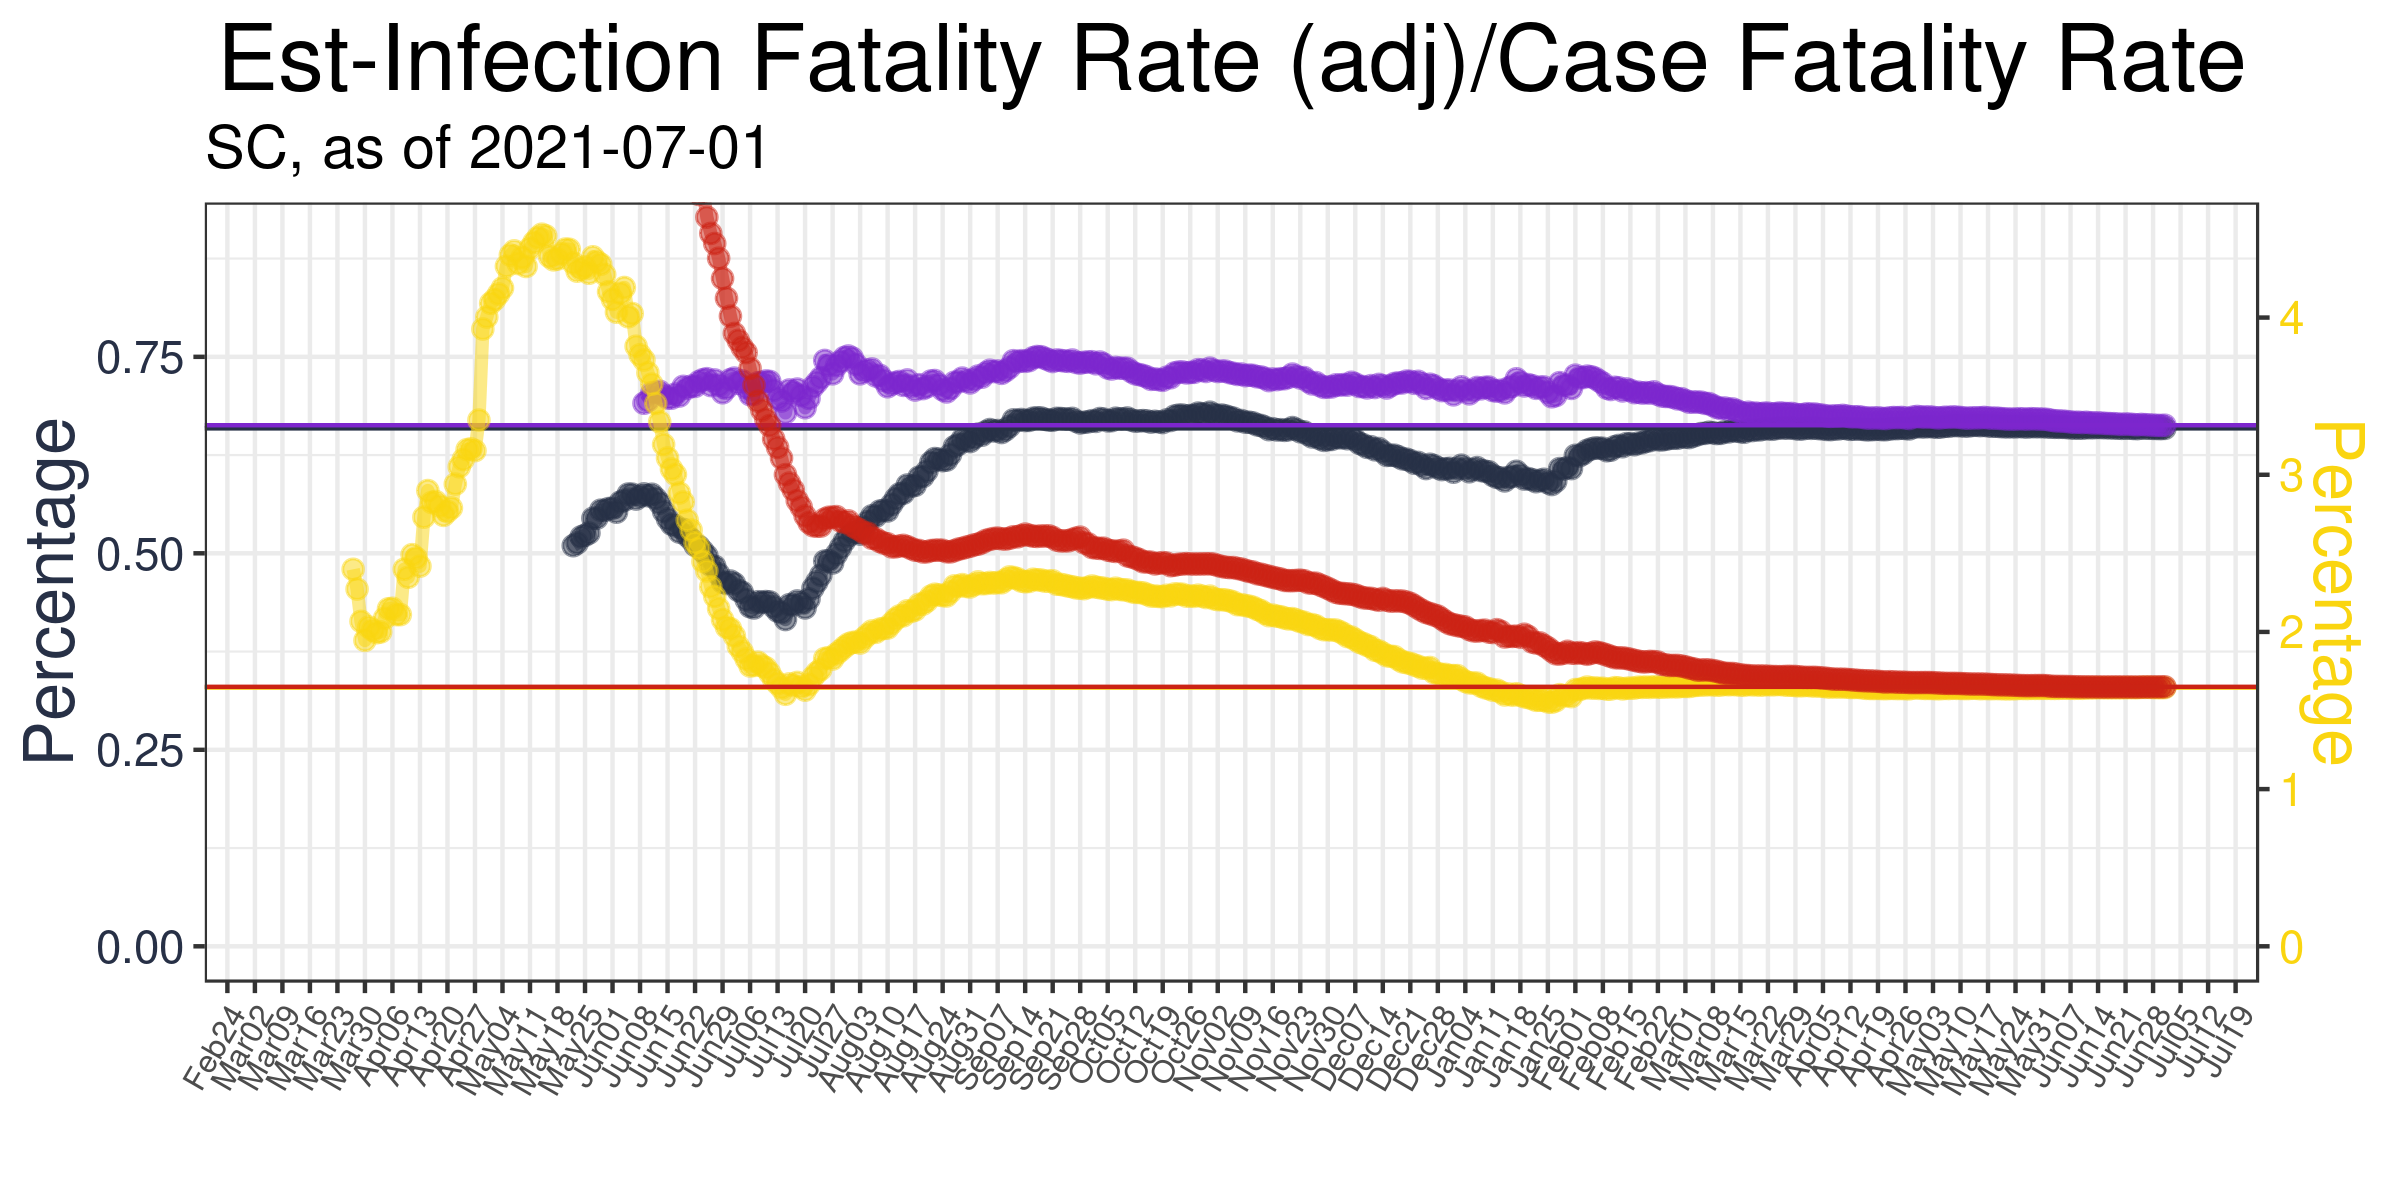 Est-Infection Fatality Rate (adj)/Case Fatality Rate
SC, as of 2021-07-01
Percentage
0.75
0.50
0.25
0.00
4
3
2
1
0
Percentage
Feb24
Mar02
Mar09
Mar16
Mar23
Mar30
Apr06
Apr13
Apr20
Apr27
May04
May11
May18
May25
Jun01
Jun08
Jun15
Jun22
Jun29
Jul06
Jul13
Jul20
Jul27
Aug03
Aug10
Aug17
Aug24
Aug31
Sep07
Sep14
Sep21
Sep28
Oct05
Oct12
Oct19
Oct26
Nov02
Nov09
Nov16
Nov23
Nov30
Dec07
Dec14
Dec21
Dec28
Jan04
Jan11
Jan18
Jan25
Feb01
Feb08
Feb15
Feb22
Mar01
Mar08
Mar15
Mar22
Mar29
Apr05
Apr12
Apr19
Apr26
May03
May10
May17
May24
May31
Jun07
Jun14
Jun21
Jun28
Jul05
Jul12
Jul19